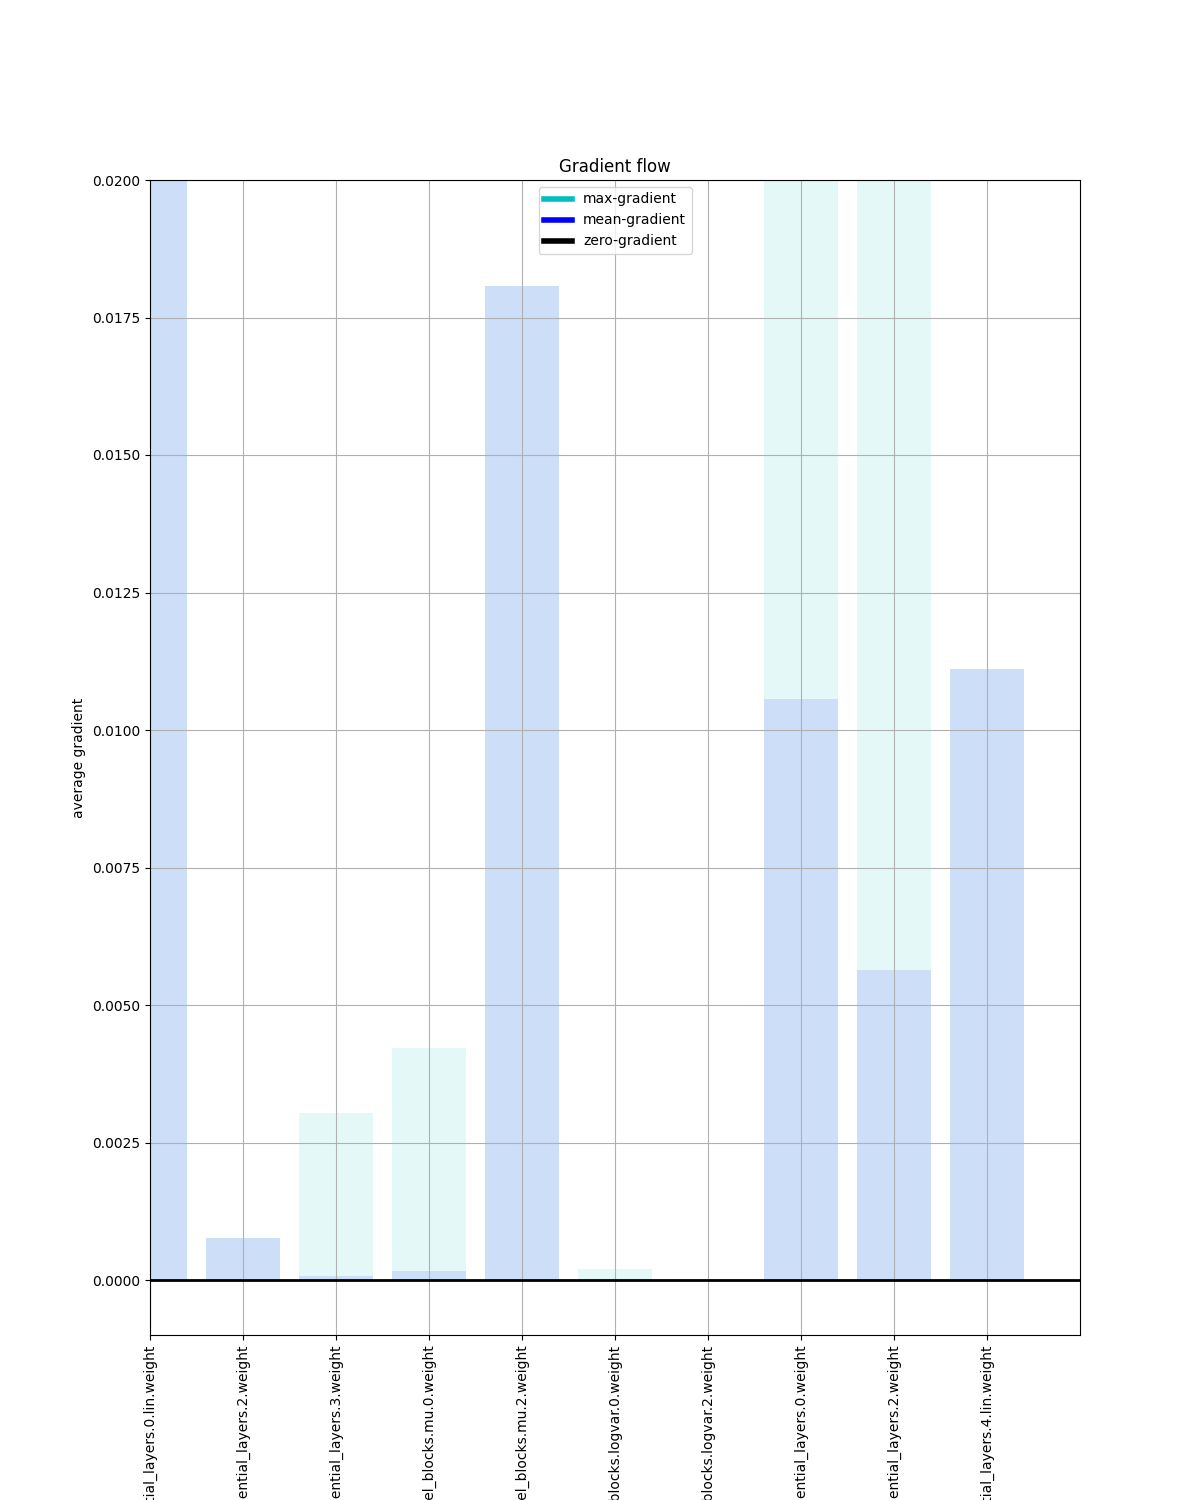 Gradient flow
max-gradient
mean-gradient
zero-gradient
0.0200
0.0175
0.0150
0.0125
0.0100
0.0075
0.0050
0.0025
0.0000
average gradient
tial_layers.0.lin.weight
ential_layers.2.weight
ential_layers.3.weight
el_blocks.mu.0.weight
el_blocks.mu.2.weight
blocks.logvar.0.weight
blocks.logvar.2.weight
ential_layers.0.weight
ential_layers.2.weight
tial_layers.4.lin.weight